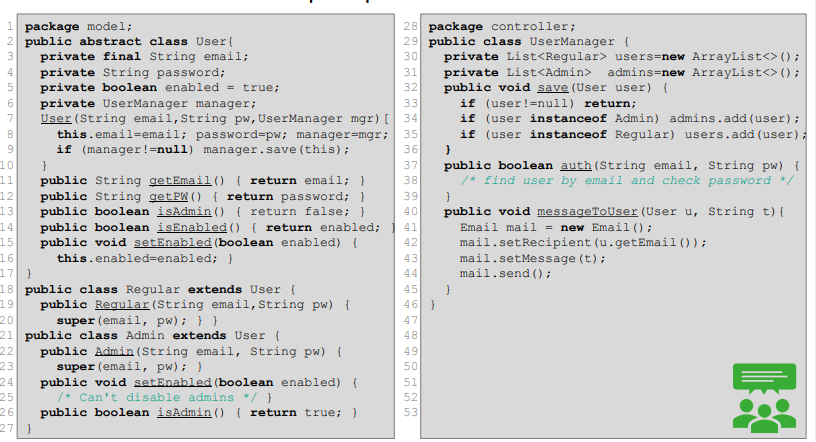 1 package model;
2 public abstract class User{
3 private final String email;
4 private String password;
5 private boolean enabled = true;
6 private UserManager manager;
7 User(String email,String pw,UserManager mgr)[
8 this.email=email; password=pw; manager=mgr;
9 if (manager!=null) manager.save(this);
10 }
11 public String getEmail() { return email; }
12 public String getPW() { return password; }
13 public boolean isAdmin() { return false; }
14 public boolean isEnabled() { return enabled; }
15 public void setEnabled(boolean enabled) {
16 this.enabled=enabled; }
17 }
18 public class Regular extends User {
19 public Regular(String email,String pw) {
20 super(email, pw); } }
21 public class Admin extends User {
22 public Admin(String email, String pw) {
23 super(email, pw); }
24 public void setEnabled(boolean enabled) {
25 /* Can't disable admins */ }
26 public boolean isAdmin() { return true; }
27 }
28 package controller;
29 public class UserManager {
30 private List<Regular> users=new ArrayList<>();
31 private List<Admin> admins=new ArrayList<>();
32 public void save(User user) {
33 if (user!=null) return;
34 if (user instanceof Admin) admins.add(user);
35 if (user instanceof Regular) users.add(user);
36 }
37 public boolean auth(String email, String pw) {
38 /* find user by email and check password */
39 }
40 public void messageToUser(User u, String t){
41 Email mail = new Email();
42 mail.setRecipient(u.getEmail());
43 mail.setMessage(t);
44 mail.send();
45 }
46 }
47
48
49
50
51
52
53